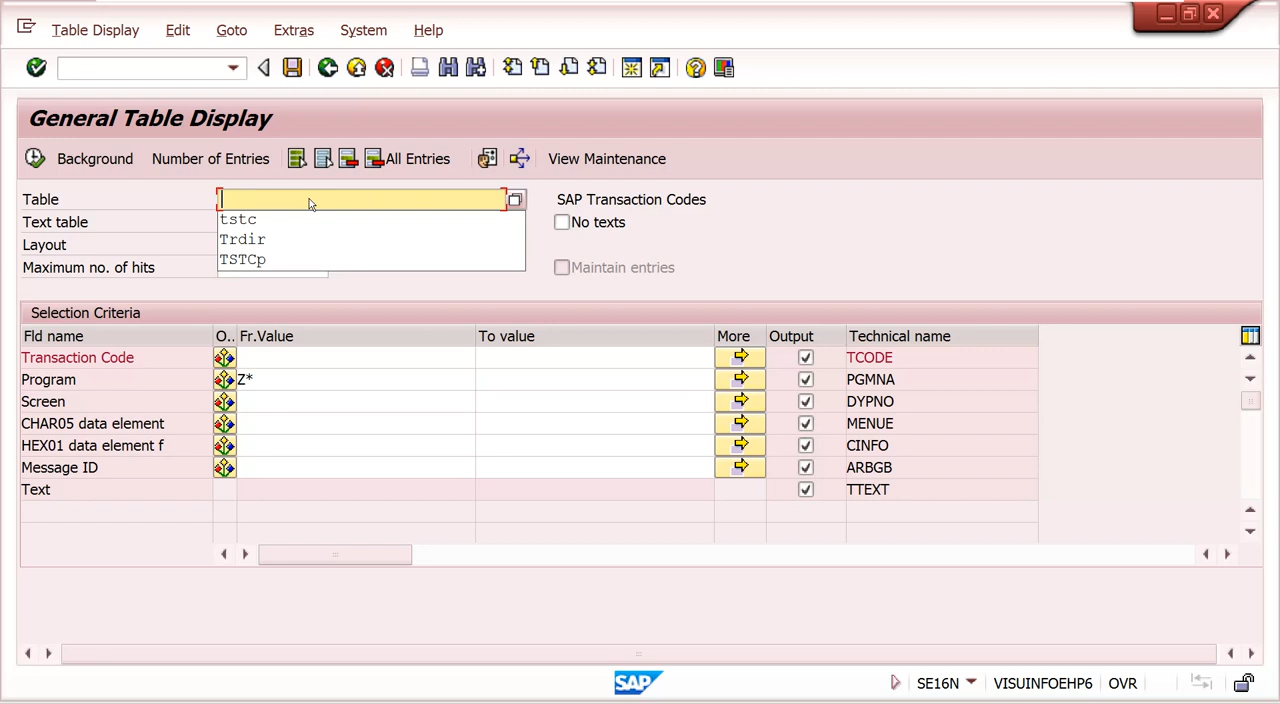 Table Display Edit Goto Extras System Help
General Table Display
Background Number of Entries All Entries View Maintenance
Table SAP Transaction Codes
tstc
Text table No texts
Trdir
Layout
TSTCp
Maximum no. of hits Maintain entries
Selection Criteria
Fld name O.. Fr.Value To value More Output Technical name
Transaction Code TCODE
Program Z* PGMNA
Screen DYPNO
CHAR05 data element MENUE
HEX01 data element f CINFO
Message ID ARBGB
Text TTEXT
SAP SE16N VISUINFOEHP6 OVR